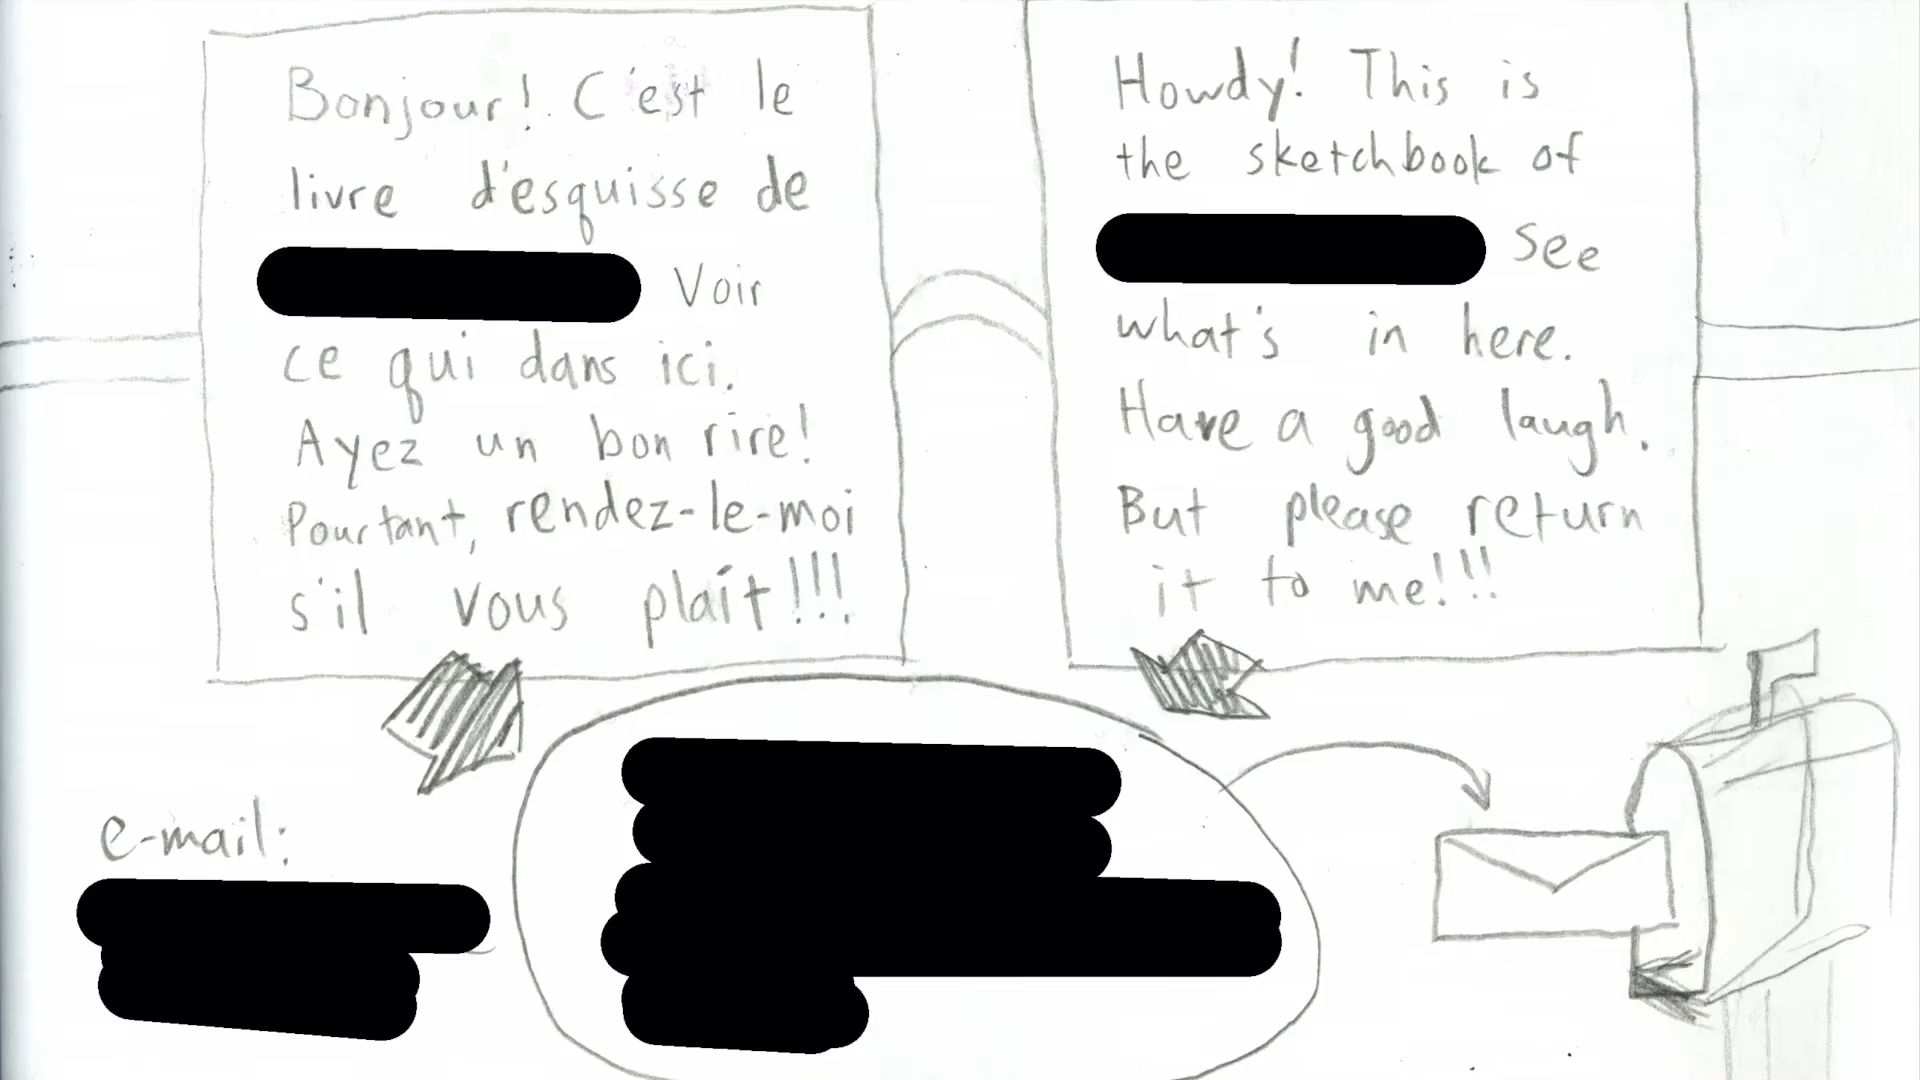 Bonjour! C'est le
livre d'esquisse de
Voir
ce qui dans ici.
Ayez un bon rire!
Pourtant, rendez-le-moi
s'il vous plaît!!!
Howdy! This is
the sketchbook of
See
what's in here.
Have a good laugh.
But please return
it to me!!!
e-mail: